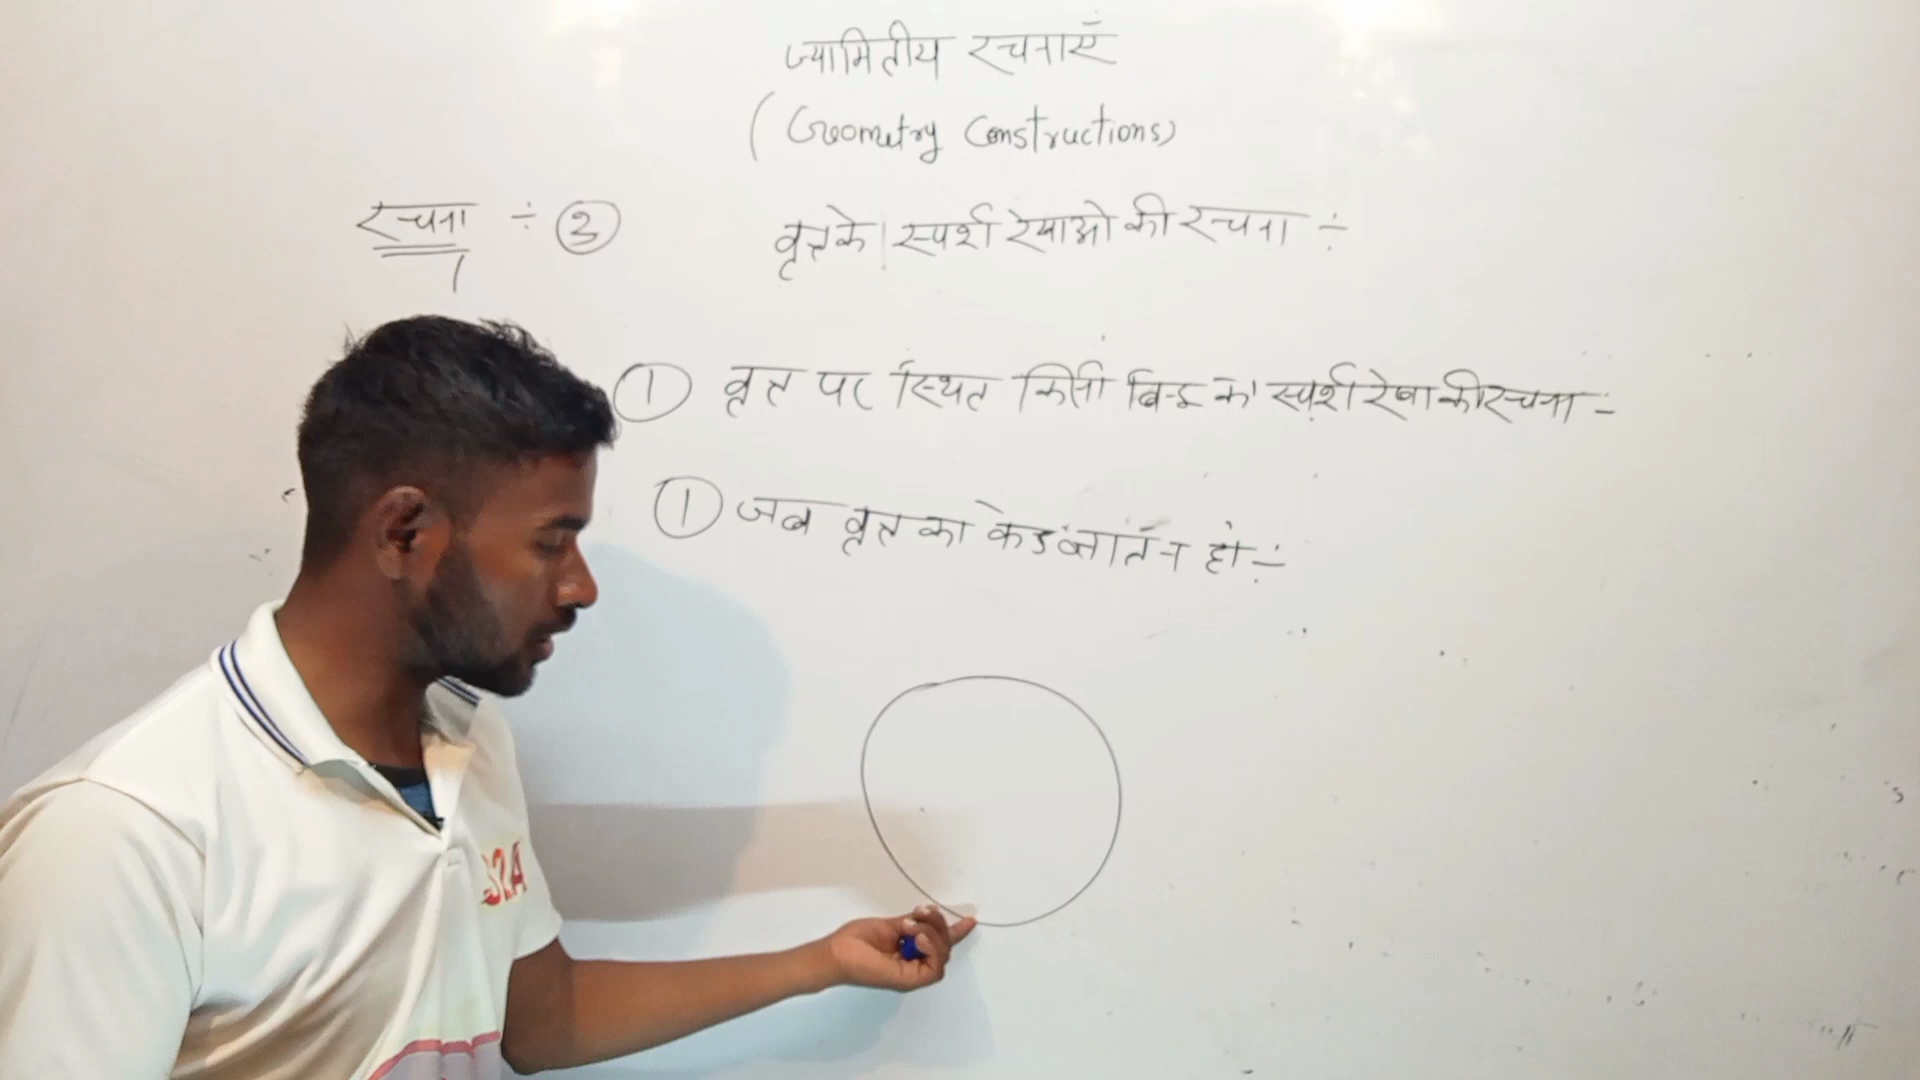 ज्यामितीय रचनाएँ
(Geometry Constructions)
रचना ÷ ③ वृत्त के स्पर्श रेखाओ की रचना ÷
① वृत पर स्थित किसी बिन्दु का स्पर्श रेखा की रचना -
① जब वृत का केन्द्र ज्ञात न हो ÷